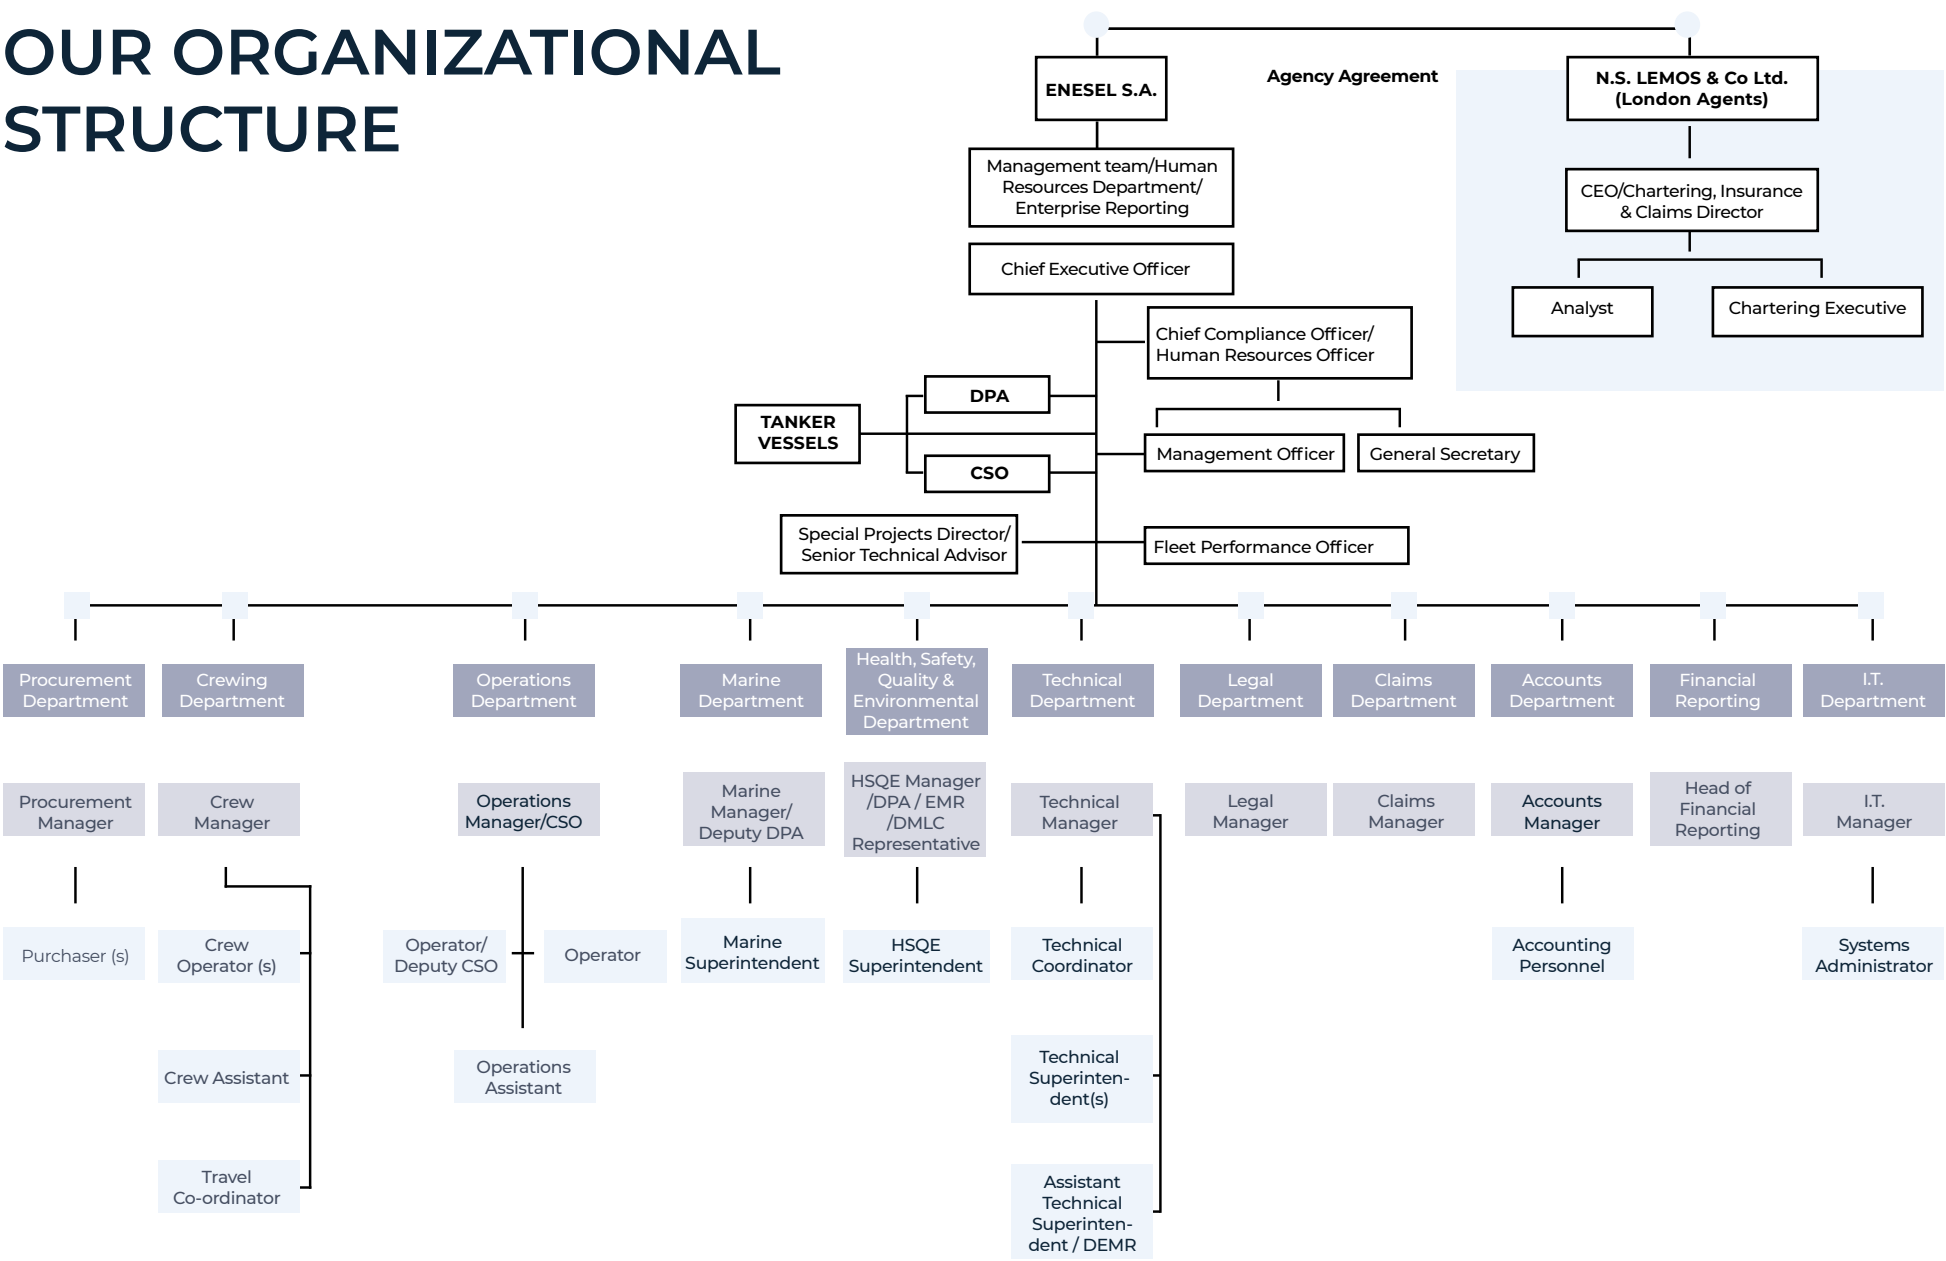 OUR ORGANIZATIONAL
STRUCTURE
ENESEL S.A.
Agency Agreement
N.S. LEMOS & Co Ltd.
(London Agents)
Management team/Human
Resources Department/
Enterprise Reporting
CEO/Chartering, Insurance
& Claims Director
Chief Executive Officer
Analyst
Chartering Executive
Chief Compliance Officer/
Human Resources Officer
DPA
TANKER
VESSELS
CSO
Management Officer
General Secretary
Special Projects Director/
Senior Technical Advisor
Fleet Performance Officer
Procurement
Department
Crewing
Department
Operations
Department
Marine
Department
Health, Safety,
Quality &
Environmental
Department
Technical
Department
Legal
Department
Claims
Department
Accounts
Department
Financial
Reporting
I.T.
Department
Procurement
Manager
Crew
Manager
Operations
Manager/CSO
Marine
Manager/
Deputy DPA
HSQE Manager
/DPA / EMR
/DMLC
Representative
Technical
Manager
Legal
Manager
Claims
Manager
Accounts
Manager
Head of
Financial
Reporting
I.T.
Manager
Purchaser (s)
Crew
Operator (s)
Operator/
Deputy CSO
Operator
Marine
Superintendent
HSQE
Superintendent
Technical
Coordinator
Accounting
Personnel
Systems
Administrator
Crew Assistant
Operations
Assistant
Technical
Superinten-
dent(s)
Travel
Co-ordinator
Assistant
Technical
Superinten-
dent / DEMR